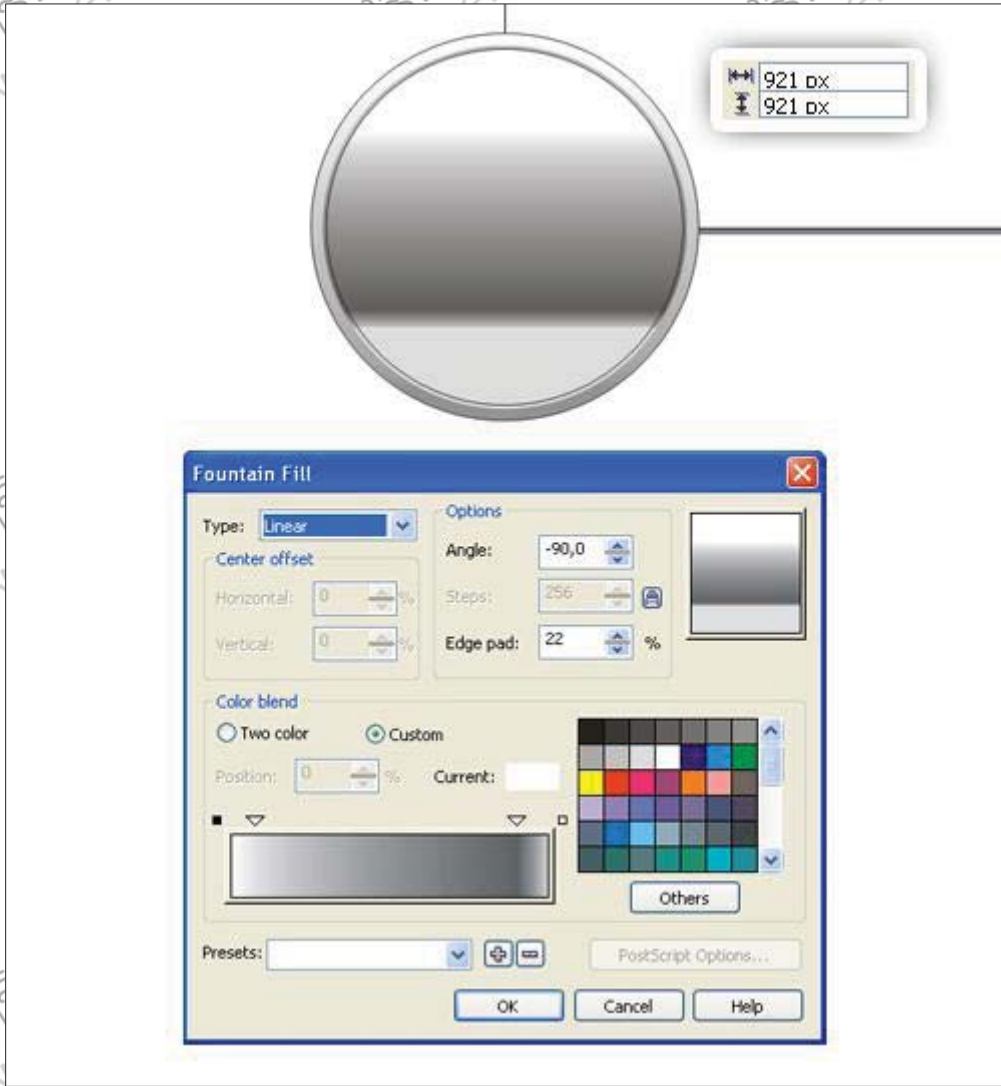 921 px
921 px
Fountain Fill
Type: Linear
Options
Center offset
Angle: -90,0
Horizontal: 0 %
Steps: 256
Vertical: 0 %
Edge pad: 22 %
Color blend
Two color Custom
Position: 0 % Current:
Others
Presets:
PostScript Options...
OK Cancel Help